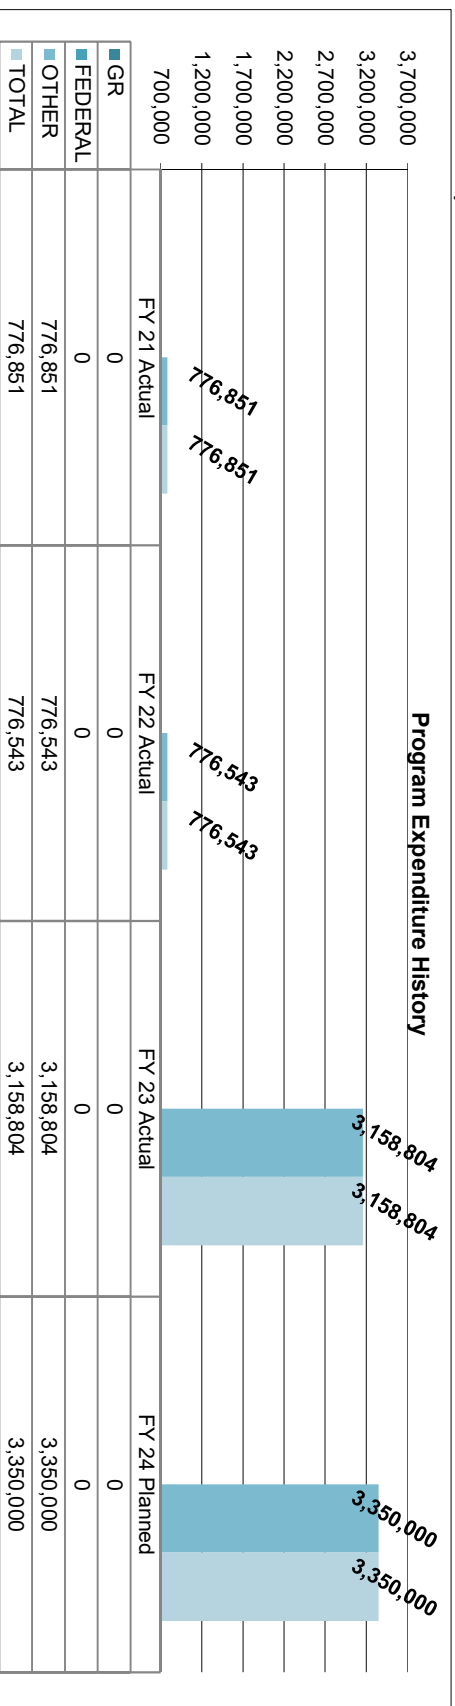 Program Expenditure History
3,700,000
3,200,000
2,700,000
2,200,000
1,700,000
1,200,000
700,000
776,851 776,851 776,543 776,543 3,158,804 3,158,804 3,350,000 3,350,000
FY 21 Actual FY 22 Actual FY 23 Actual FY 24 Planned
GR 0 0 0 0
FEDERAL 0 0 0 0
OTHER 776,851 776,543 3,158,804 3,350,000
TOTAL 776,851 776,543 3,158,804 3,350,000